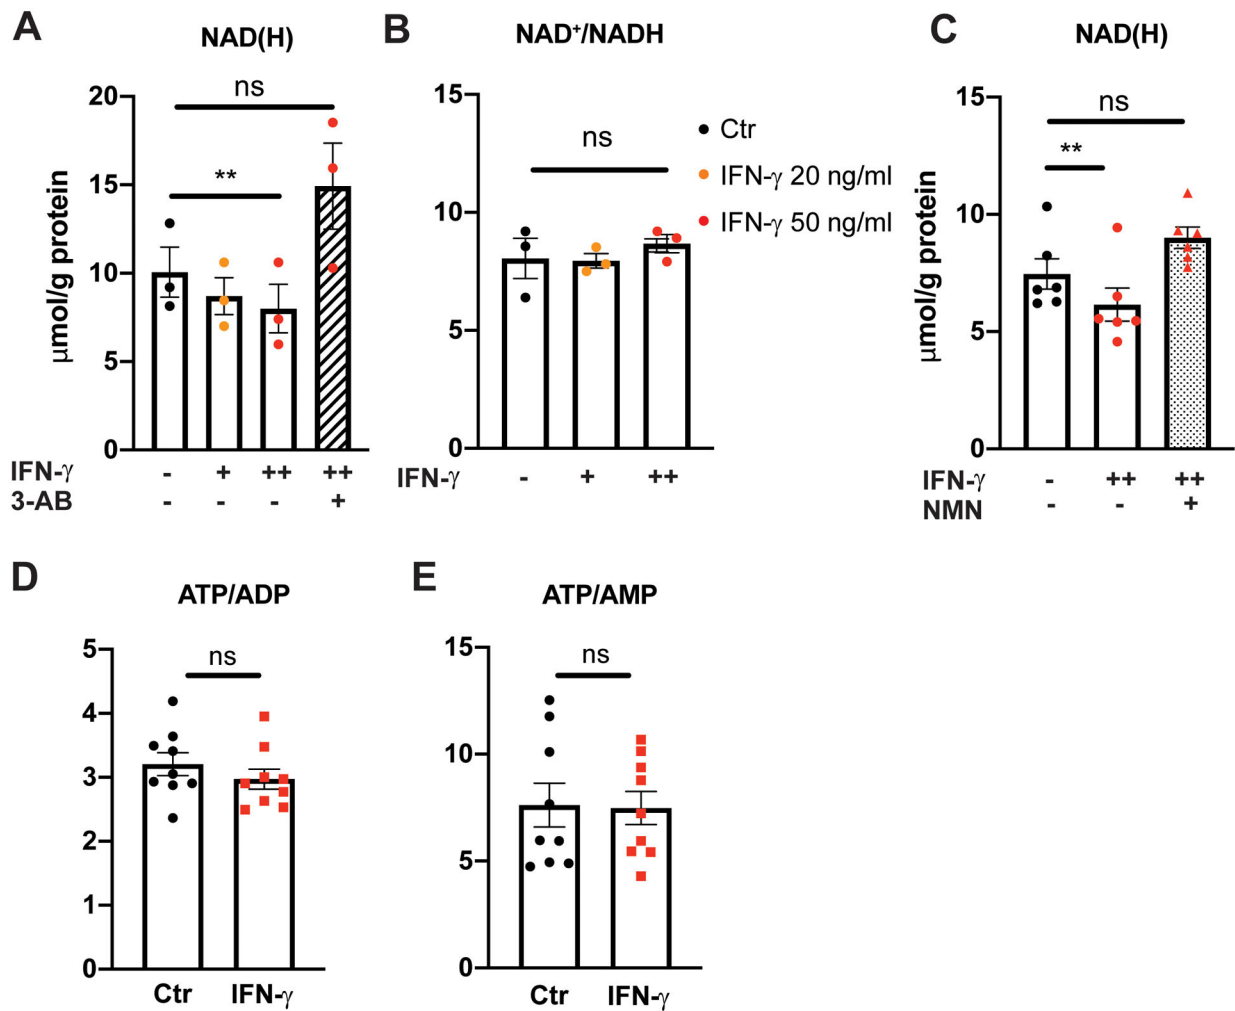 A
NAD(H)
μmol/g protein
20
15
10
5
0
ns
**
IFN-γ - + ++ ++
3-AB - - - +
B
NAD⁺/NADH
15
10
5
0
ns
IFN-γ - + ++
Ctr
IFN-γ 20 ng/ml
IFN-γ 50 ng/ml
C
NAD(H)
μmol/g protein
15
10
5
0
ns
**
IFN-γ - ++ ++
NMN - - +
D
ATP/ADP
5
4
3
2
1
0
ns
Ctr IFN-γ
E
ATP/AMP
15
10
5
0
ns
Ctr IFN-γ